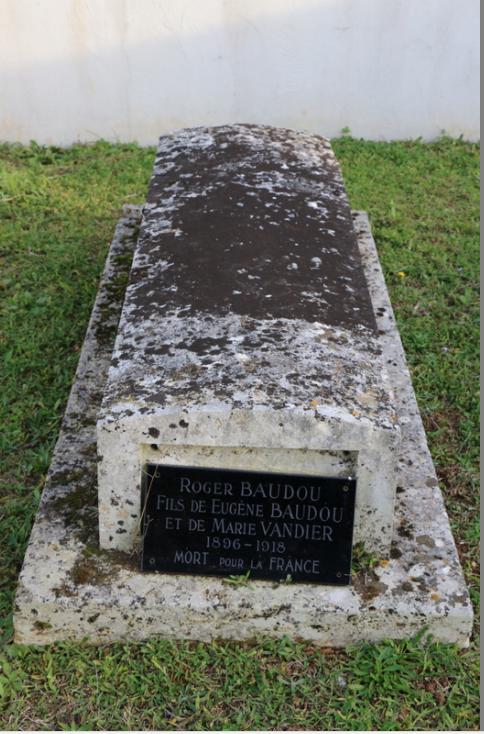 ROGER BAUDOU
FILS DE EUGÈNE BAUDOU
ET DE MARIE VANDIER
1896-1918
MORT POUR LA FRANCE